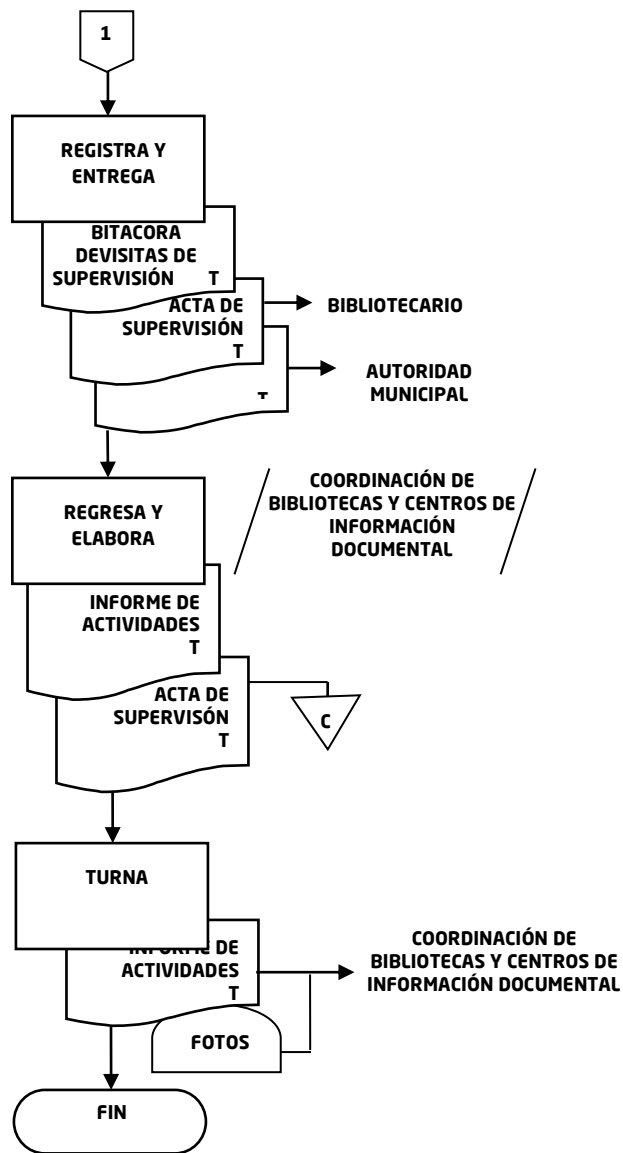 1
REGISTRA Y
ENTREGA
BITACORA
DEVISITAS DE
SUPERVISIÓN T
ACTA DE
SUPERVISIÓN
T
BIBLIOTECARIO
T
AUTORIDAD
MUNICIPAL
REGRESA Y
ELABORA
COORDINACIÓN DE
BIBLIOTECAS Y CENTROS DE
INFORMACIÓN
DOCUMENTAL
INFORME DE
ACTIVIDADES
T
ACTA DE
SUPERVISÓN
T
C
TURNA
INFORME DE
ACTIVIDADES
T
COORDINACIÓN DE
BIBLIOTECAS Y CENTROS DE
INFORMACIÓN DOCUMENTAL
FOTOS
FIN